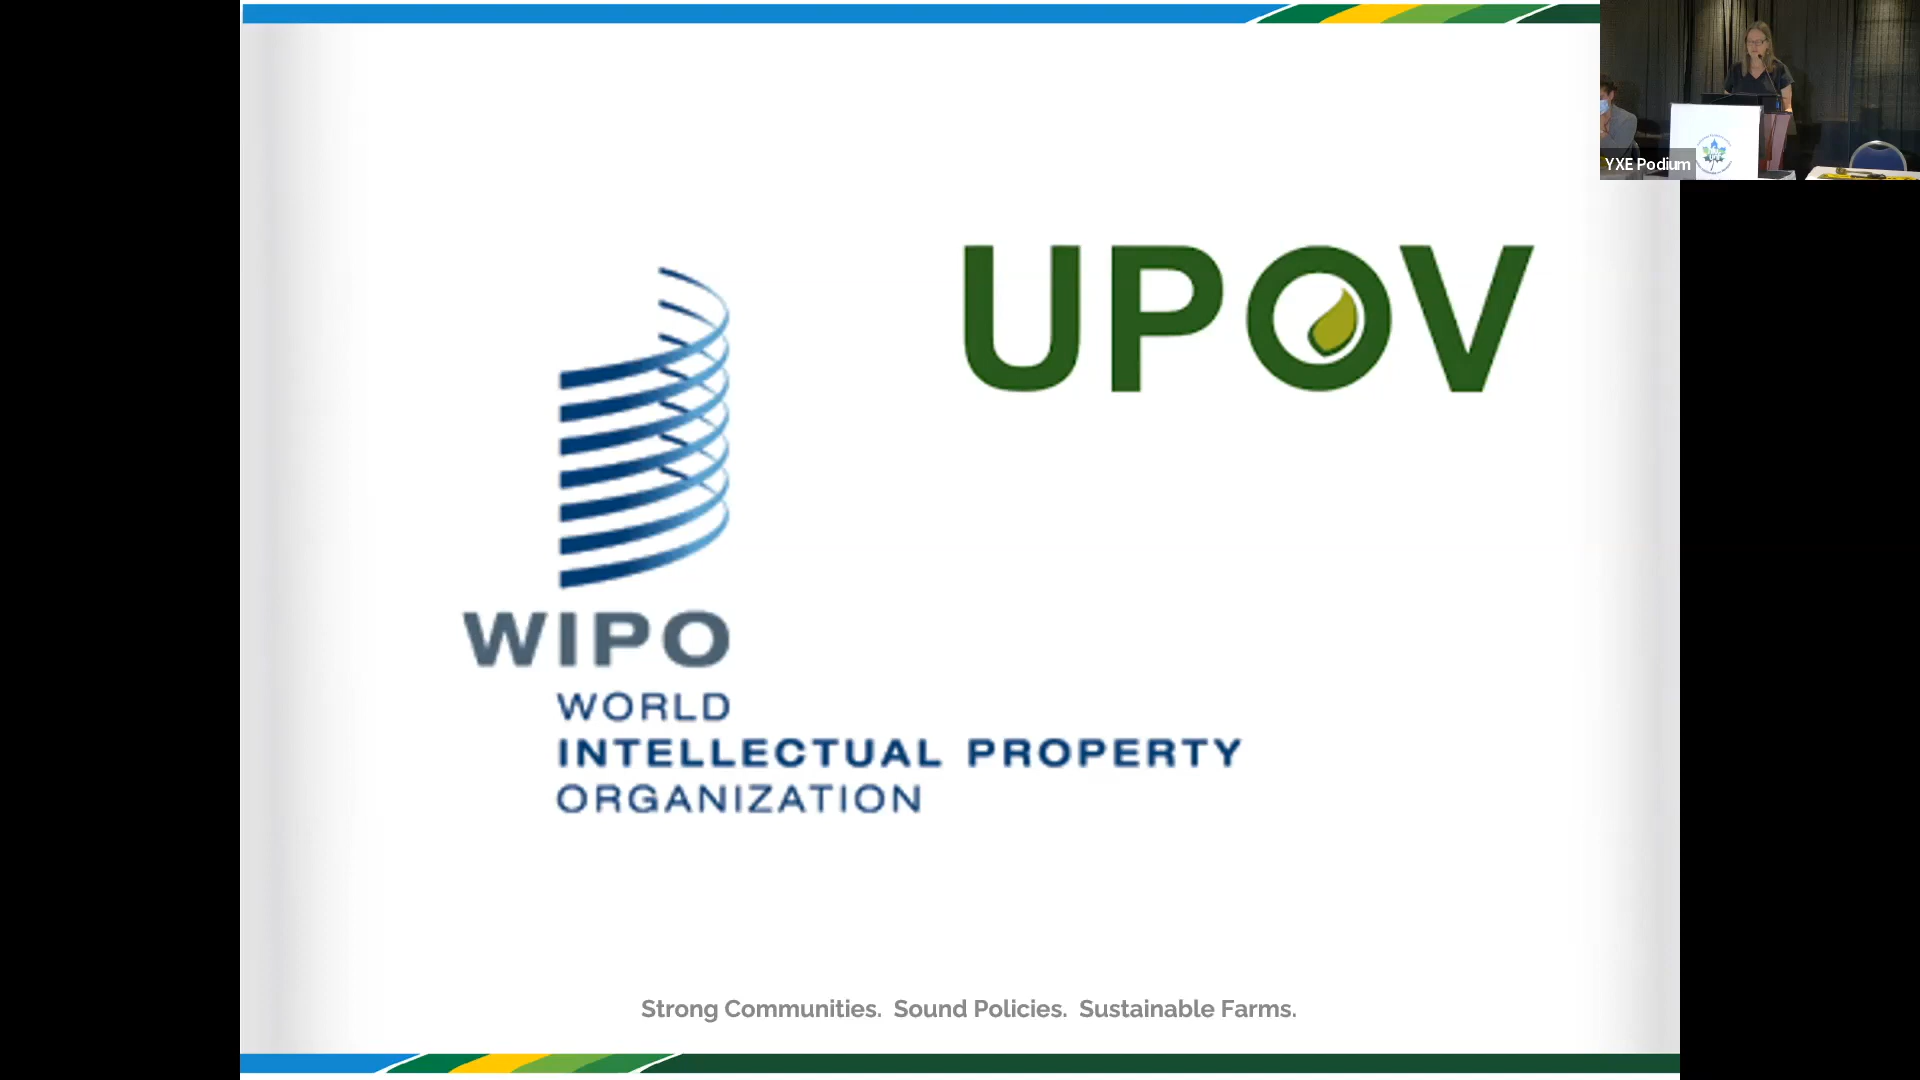 UPOV
WIPO
WORLD
INTELLECTUAL PROPERTY
ORGANIZATION
Strong Communities. Sound Policies. Sustainable Farms.
YXE Podium